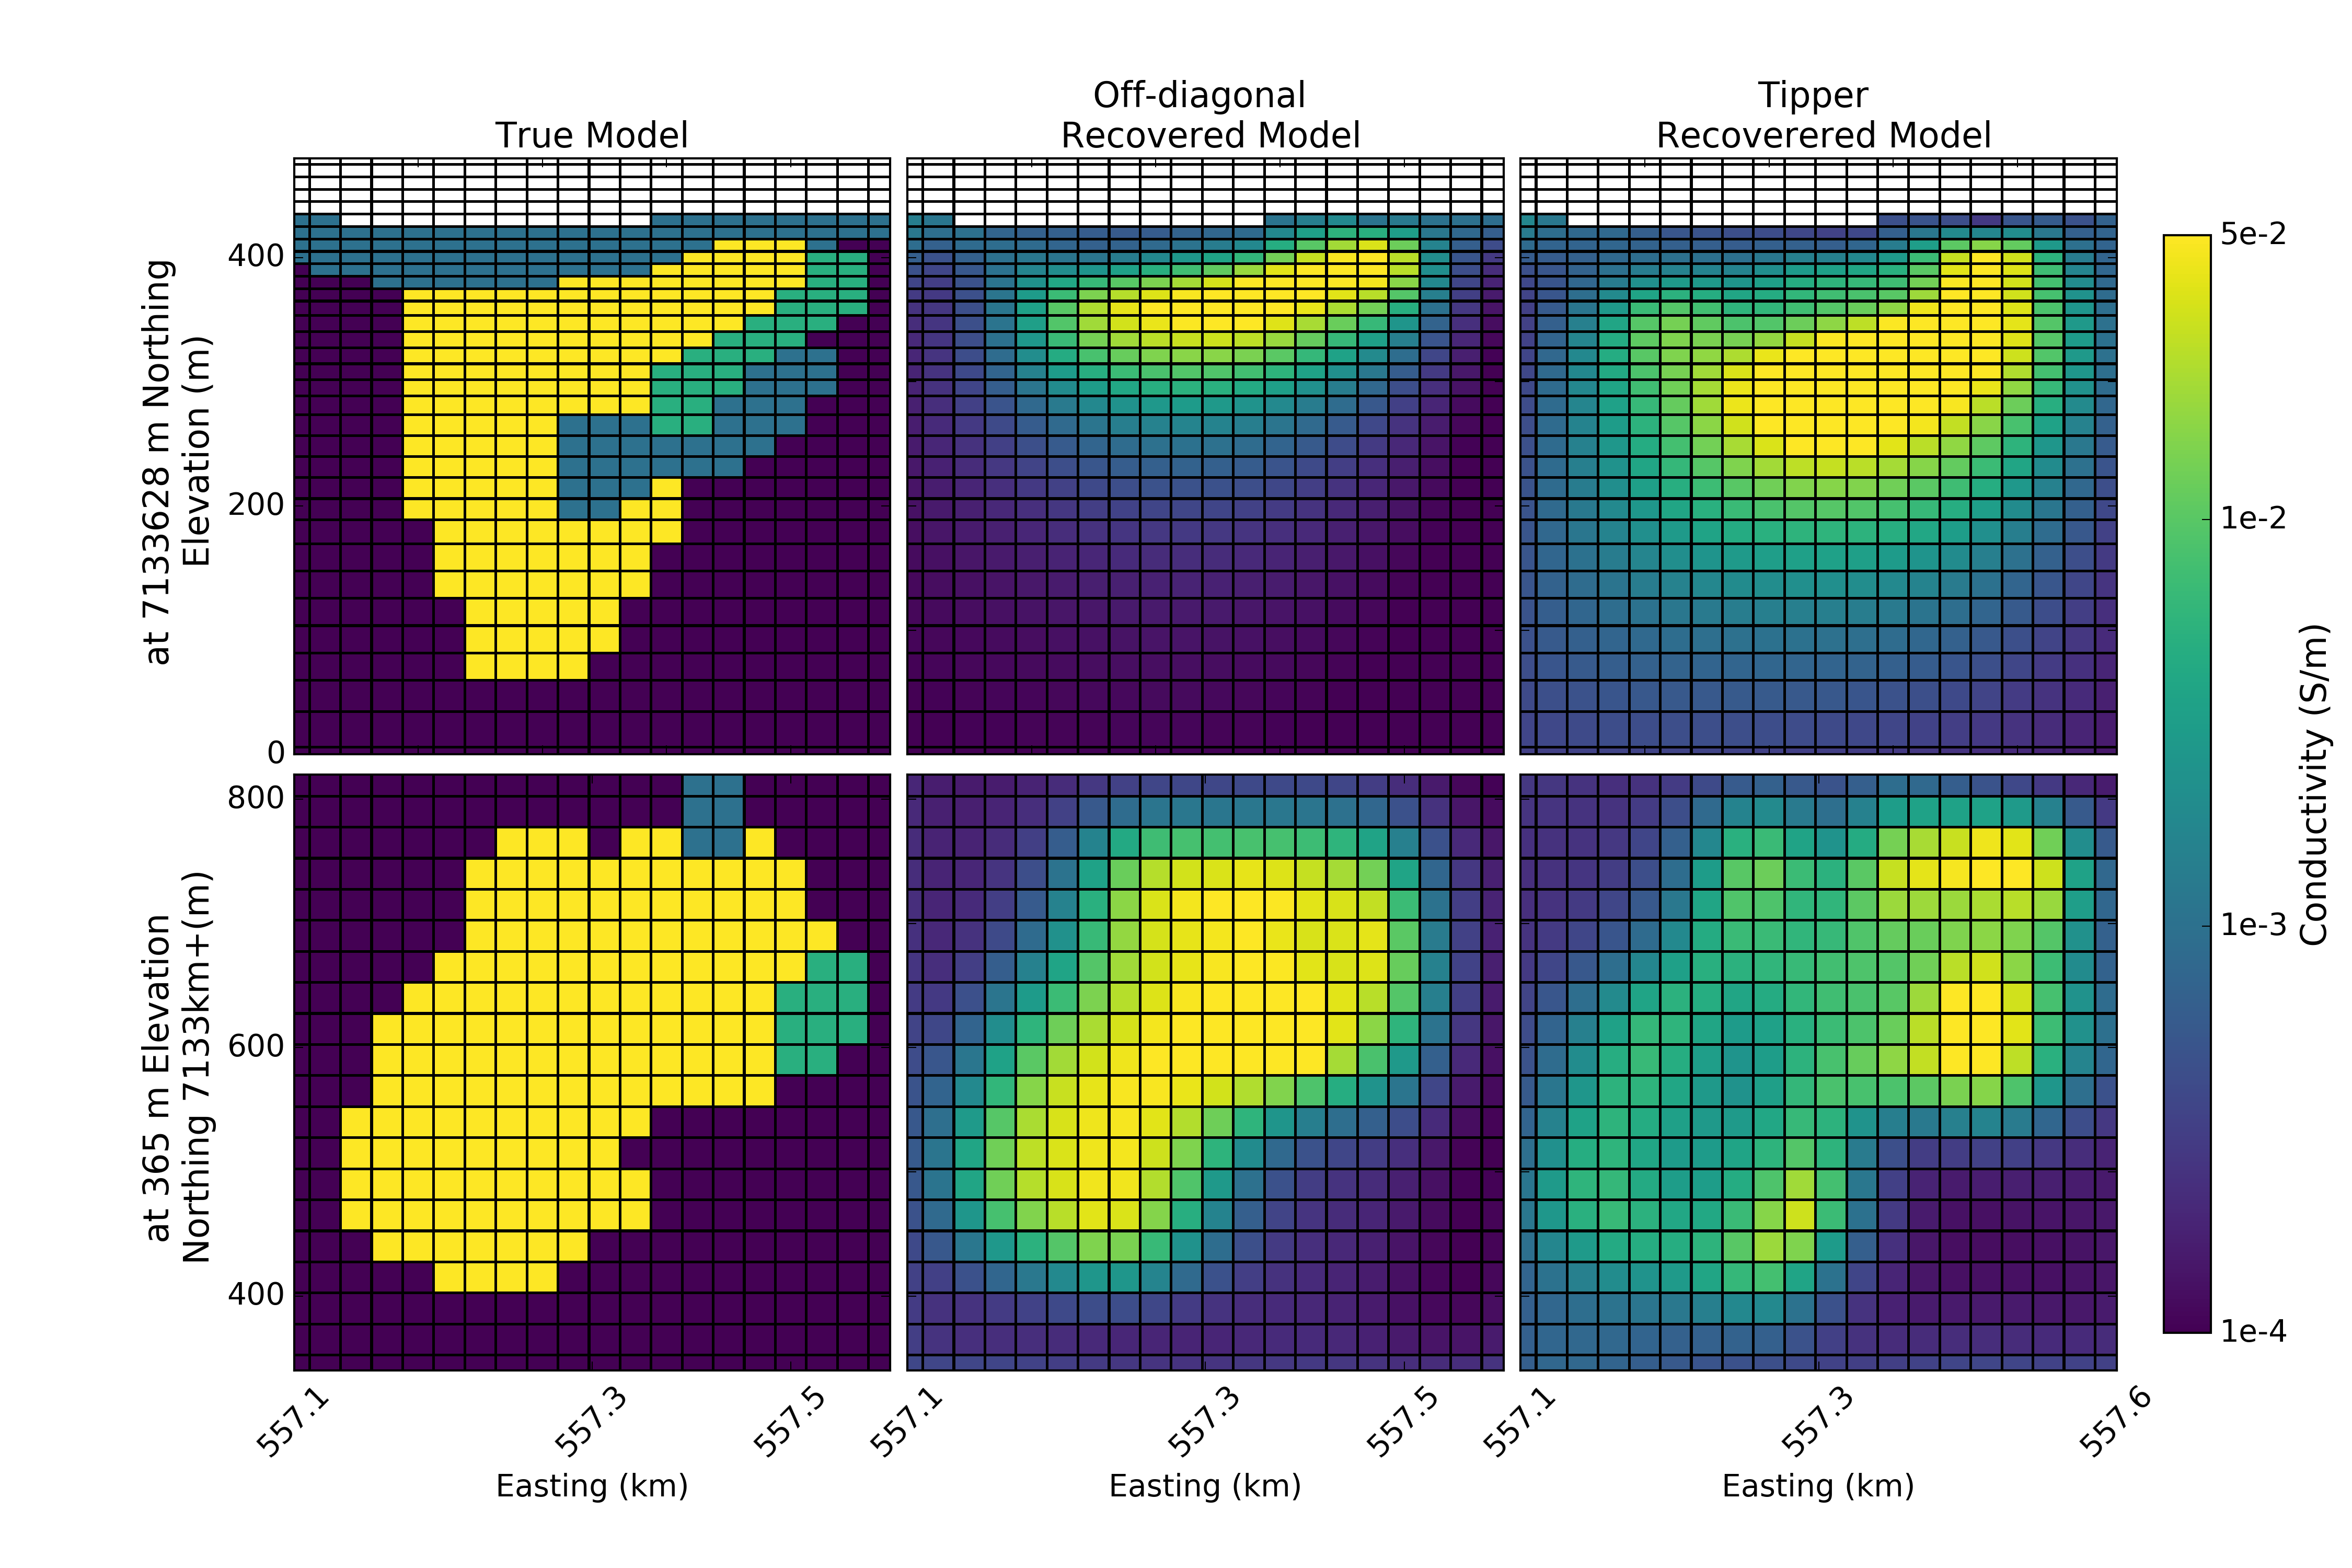 Off-diagonal
Tipper
True Model
Recovered Model
Recoverered Model
at 7133628 m Northing
Elevation (m)
400
200
0
at 365 m Elevation
Northing 7133km+(m)
800
600
400
557.1
557.3
557.5
557.1
557.3
557.5
557.1
557.3
557.6
Easting (km)
Easting (km)
Easting (km)
5e-2
1e-2
1e-3
1e-4
Conductivity (S/m)